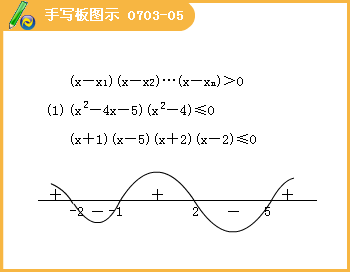 手写板图示 0703-05
(x－x₁)(x－x₂)…(x－xₙ)>0
(1)(x²－4x－5)(x²－4)≤0
(x＋1)(x－5)(x＋2)(x－2)≤0
＋ ＋ ＋
-2 － -1 2 － 5